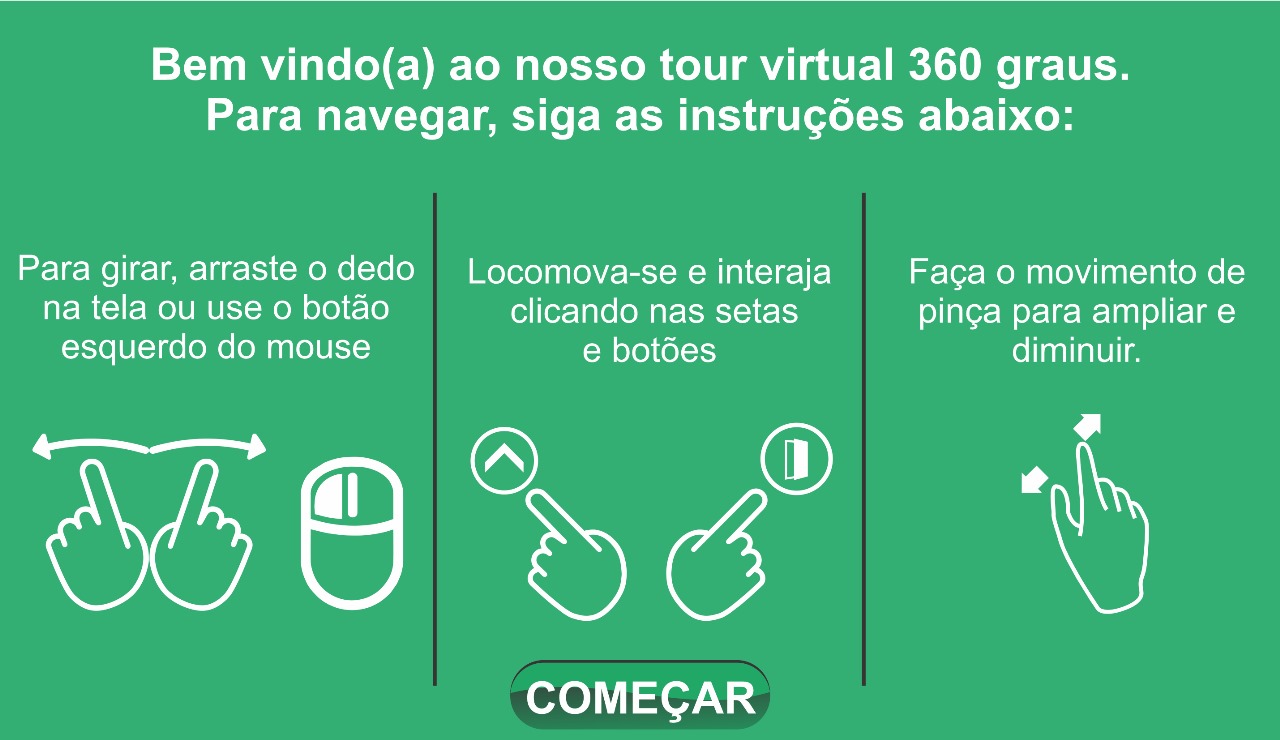 Bem vindo(a) ao nosso tour virtual 360 graus.
Para navegar, siga as instruções abaixo:
Para girar, arraste o dedo
na tela ou use o botão
esquerdo do mouse
Locomova-se e interaja
clicando nas setas
e botões
Faça o movimento de
pinça para ampliar e
diminuir.
COMEÇAR